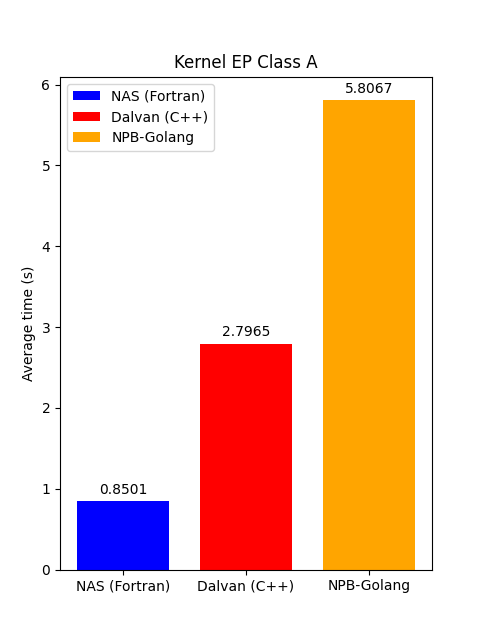 Kernel EP Class A
NAS (Fortran)
Dalvan (C++)
NPB-Golang
Average time (s)
6
5
4
3
2
1
0
0.8501
2.7965
5.8067
NAS (Fortran)
Dalvan (C++)
NPB-Golang